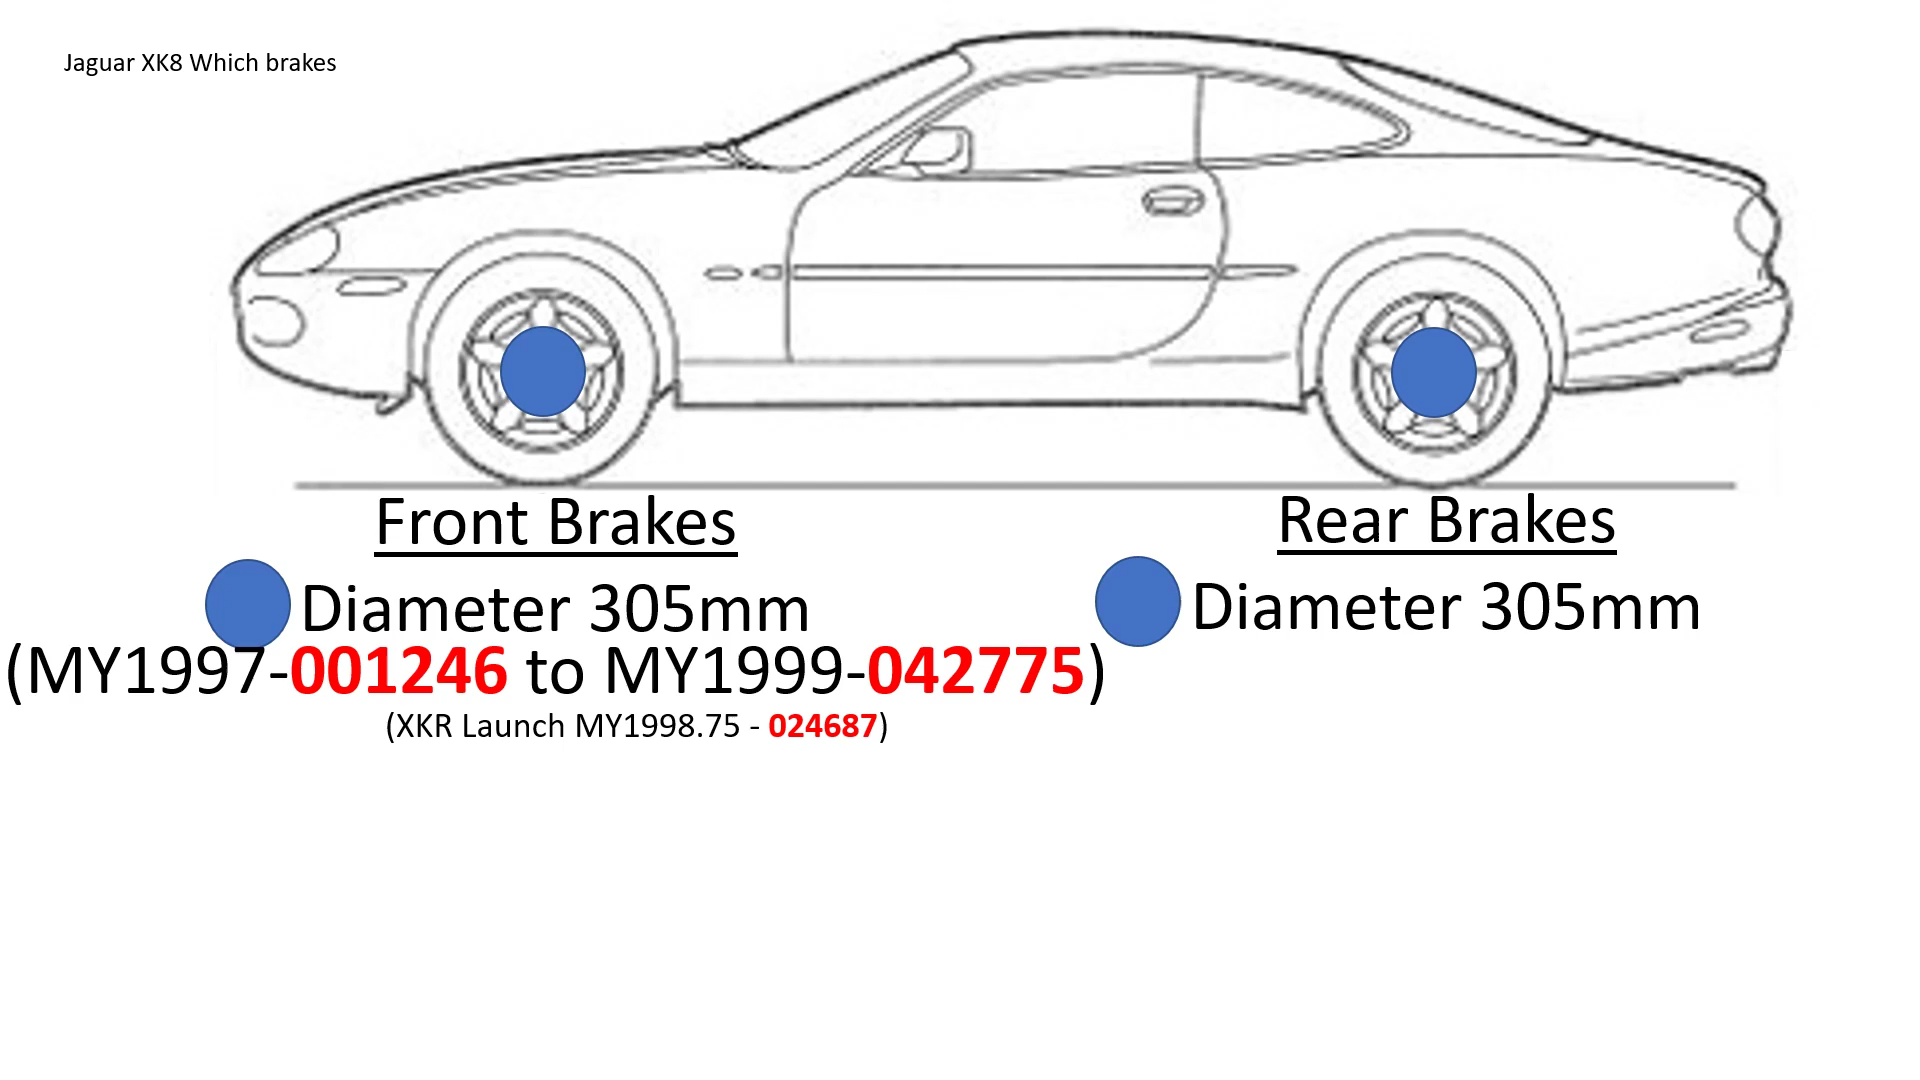 Jaguar XK8 Which brakes
Front Brakes
Diameter 305mm
(MY1997-001246 to MY1999-042775)
(XKR Launch MY1998.75 - 024687)
Rear Brakes
Diameter 305mm